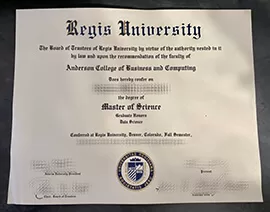 Regis University
The Board of Trustees of Regis University by virtue of the authority vested in it
by law and upon the recommendation of the faculty of
Anderson College of Business and Computing
does hereby confer on
the degree of
Master of Science
Graduate Honors
Data Science
Conferred at Regis University, Denver, Colorado, Fall Semester,